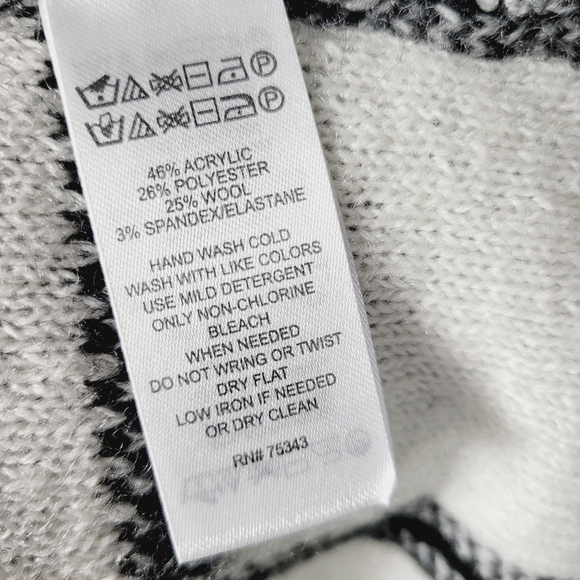 46% ACRYLIC
26% POLYESTER
25% WOOL
3% SPANDEX/ELASTANE
HAND WASH COLD
WASH WITH LIKE COLORS
USE MILD DETERGENT
ONLY NON-CHLORINE
BLEACH
WHEN NEEDED
DO NOT WRING OR TWIST
DRY FLAT
LOW IRON IF NEEDED
OR DRY CLEAN
RN# 75343